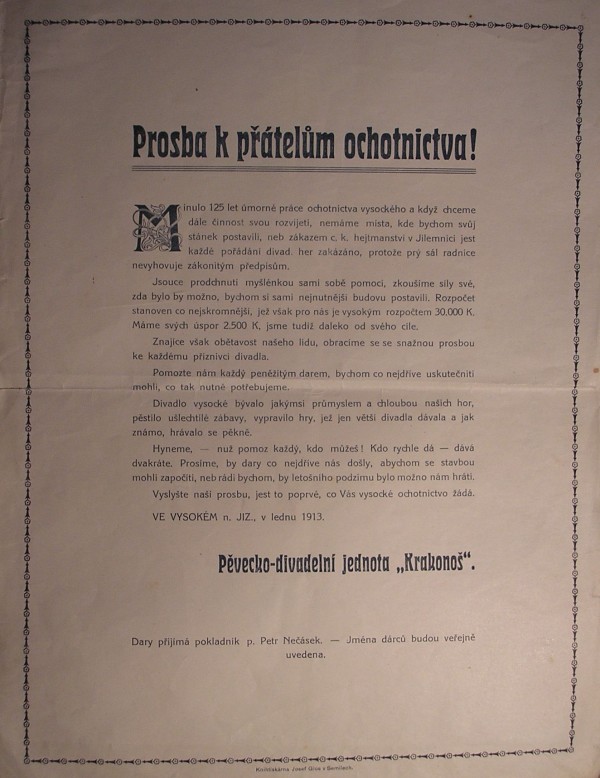 Prosba k přátelům ochotnictva!
Minulo 125 let úmorné práce ochotnictva vysockého a když chceme
dále činnost svou rozvíjeti, nemáme místa, kde bychom svůj
stánek postavili, neb zákazem c. k. hejtmanství v Jilemnici jest
každé pořádání divad. her zakázáno, protože prý sál radnice
nevyhovuje zákonitým předpisům.
Jsouce prodchnuti myšlénkou sami sobě pomoci, zkoušíme síly své,
zda bylo by možno, bychom si sami nejnutnější budovu postavili. Rozpočet
stanoven co nejskromnější, jež však pro nás je vysokým rozpočtem 30.000 K.
Máme svých úspor 2.500 K, jsme tudíž daleko od svého cíle.
Znajíce však obětavost našeho lidu, obracíme se se snažnou prosbou
ke každému příznivci divadla.
Pomozte nám každý peněžitým darem, bychom co nejdříve uskutečniti
mohli, co tak nutně potřebujeme.
Divadlo vysocké bývalo jakýmsi průmyslem a chloubou našich hor,
pěstilo ušlechtilé zábavy, vypravilo hry, jež jen větší divadla dávala a jak
známo, hrávalo se pěkně.
Hyneme, — nuž pomoz každý, kdo můžeš! Kdo rychle dá — dává
dvakráte. Prosíme, by dary co nejdříve nás došly, abychom se stavbou
mohli započíti, neb rádi bychom, by letošního podzimu bylo možno nám hráti.
Vyslyšte naši prosbu, jest to poprvé, co Vás vysocké ochotnictvo žádá.
VE VYSOKÉM n. JIZ., v lednu 1913.
Pěvecko-divadelní jednota „Krakonoš“.
Dary přijímá pokladník p. Petr Nečásek. — Jména dárců budou veřejně
uvedena.
Knihtiskárna Josef Glos v Semilech.